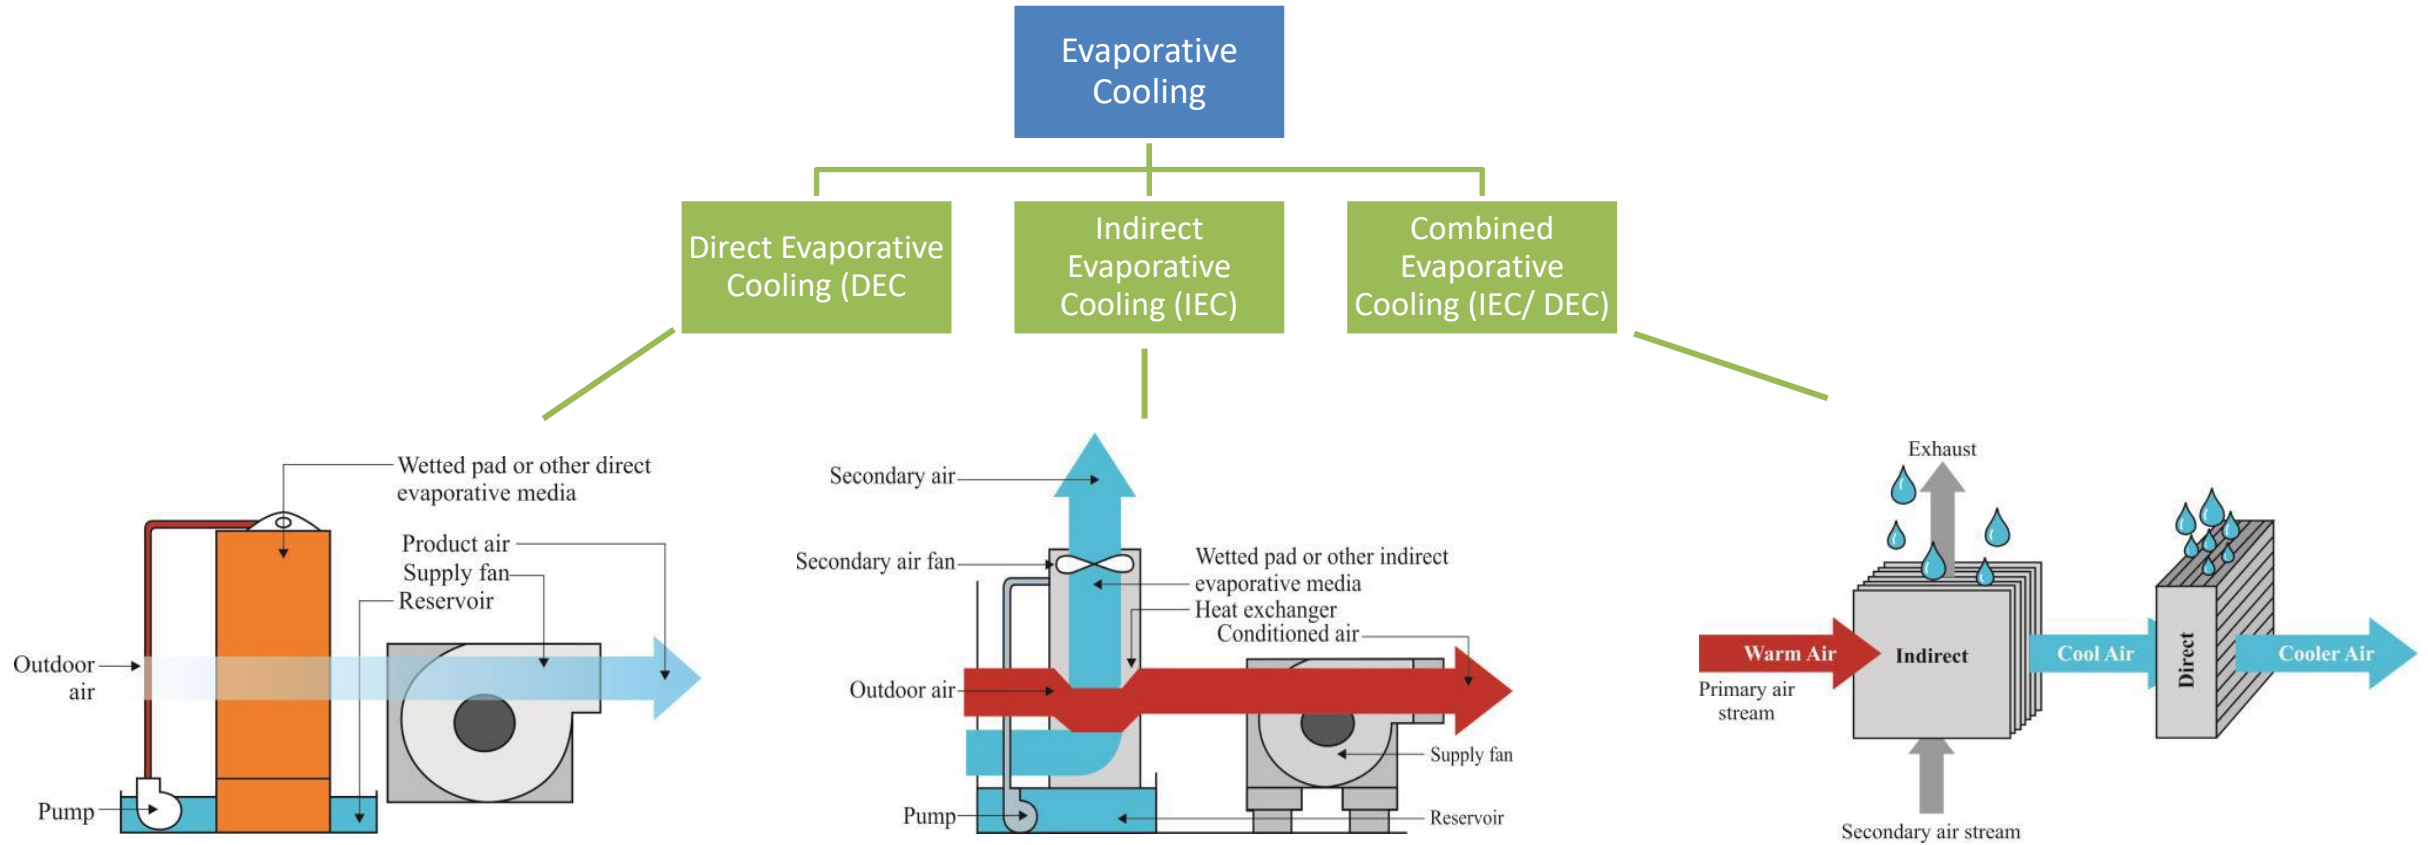 Evaporative
Cooling
Direct Evaporative
Cooling (DEC
Indirect
Evaporative
Cooling (IEC)
Combined
Evaporative
Cooling (IEC/ DEC)
Wetted pad or other direct
evaporative media
Product air
Supply fan
Reservoir
Outdoor
air
Pump
Secondary air
Secondary air fan
Wetted pad or other indirect
evaporative media
Heat exchanger
Conditioned air
Outdoor air
Supply fan
Pump
Reservoir
Exhaust
Warm Air
Indirect
Cool Air
Direct
Cooler Air
Primary air
stream
Secondary air stream